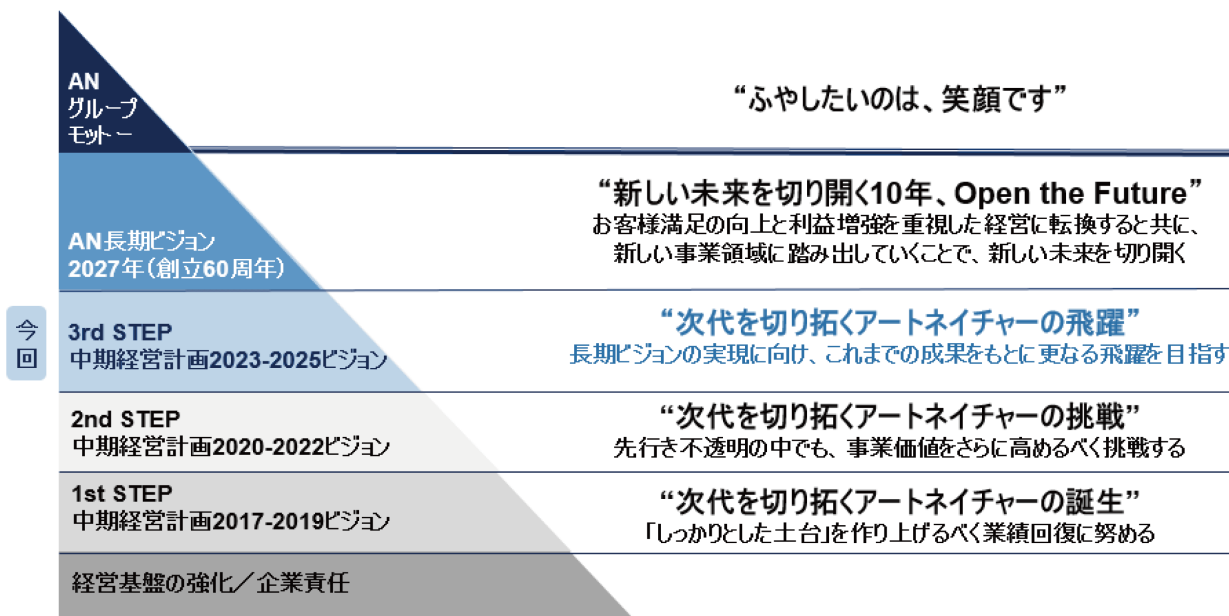 AN
グループ
モットー
“ふやしたいのは、笑顔です”
AN長期ビジョン
2027年(創立60周年)
“新しい未来を切り開く10年、Open the Future”
お客様満足の向上と利益増強を重視した経営に転換すると共に、
新しい事業領域に踏み出していくことで、新しい未来を切り開く
今
回
3rd STEP
中期経営計画2023-2025ビジョン
“次代を切り拓くアートネイチャーの飛躍”
長期ビジョンの実現に向け、これまでの成果をもとに更なる飛躍を目指す
2nd STEP
中期経営計画2020-2022ビジョン
“次代を切り拓くアートネイチャーの挑戦”
先行き不透明の中でも、事業価値をさらに高めるべく挑戦する
1st STEP
中期経営計画2017-2019ビジョン
“次代を切り拓くアートネイチャーの誕生”
「しっかりとした土台」を作り上げるべく業績回復に努める
経営基盤の強化／企業責任